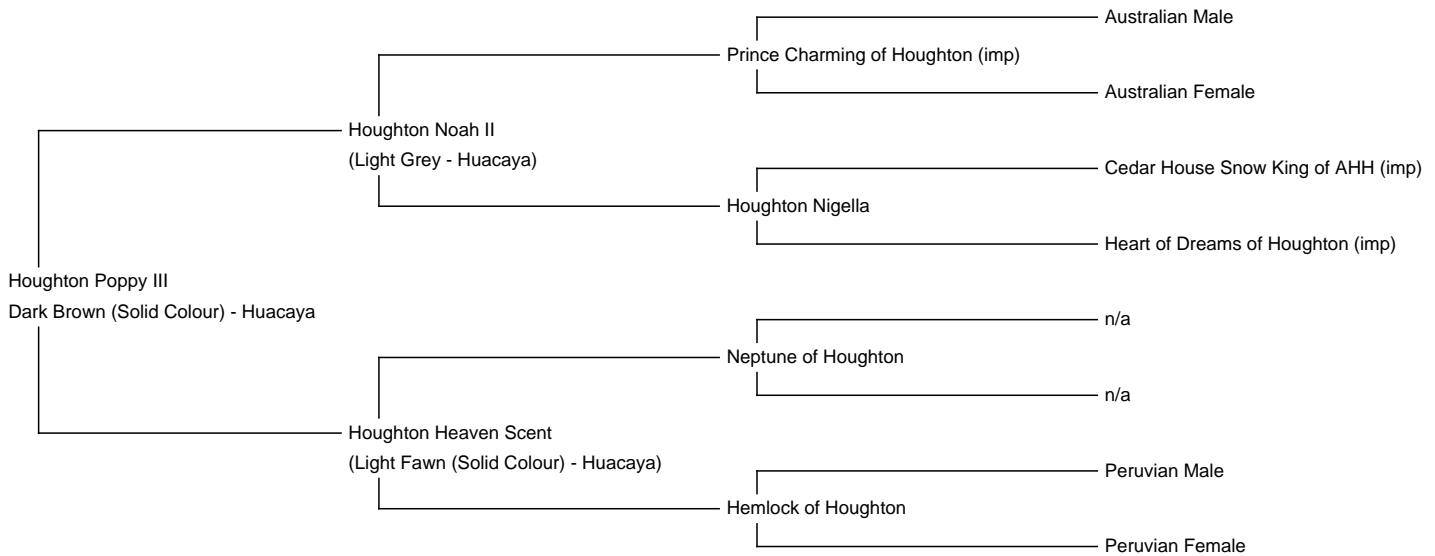 Australian Male
Prince Charming of Houghton (imp)
Australian Female
Houghton Noah II
(Light Grey - Huacaya)
Cedar House Snow King of AHH (imp)
Houghton Nigella
Heart of Dreams of Houghton (imp)
Houghton Poppy III
Dark Brown (Solid Colour) - Huacaya
n/a
Neptune of Houghton
n/a
Houghton Heaven Scent
(Light Fawn (Solid Colour) - Huacaya)
Peruvian Male
Hemlock of Houghton
Peruvian Female